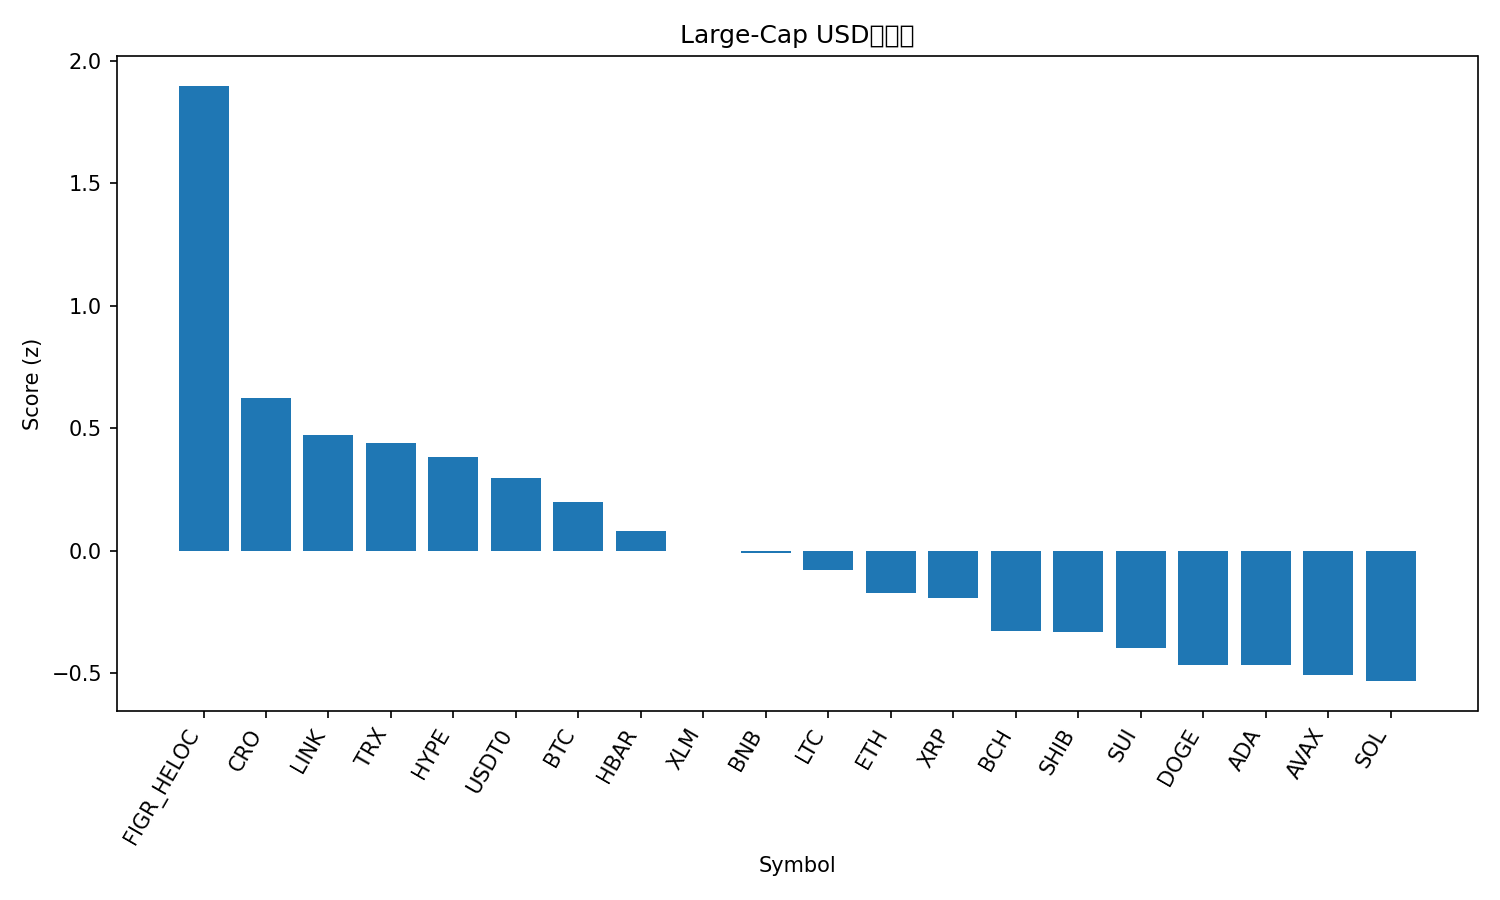 Large-Cap USD
Score (z)
2.0
1.5
1.0
0.5
0.0
−0.5
FIGR_HELOC
CRO
LINK
TRX
HYPE
USDT0
BTC
HBAR
XLM
BNB
LTC
ETH
XRP
BCH
SHIB
SUI
DOGE
ADA
AVAX
SOL
Symbol